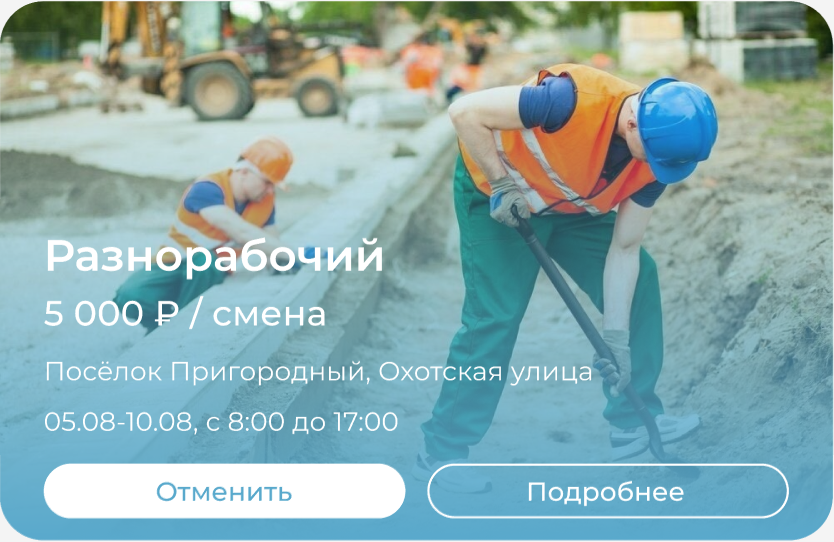 Разнорабочий
5 000 ₽ / смена
Посёлок Пригородный, Охотская улица
05.08-10.08, с 8:00 до 17:00
Отменить
Подробнее